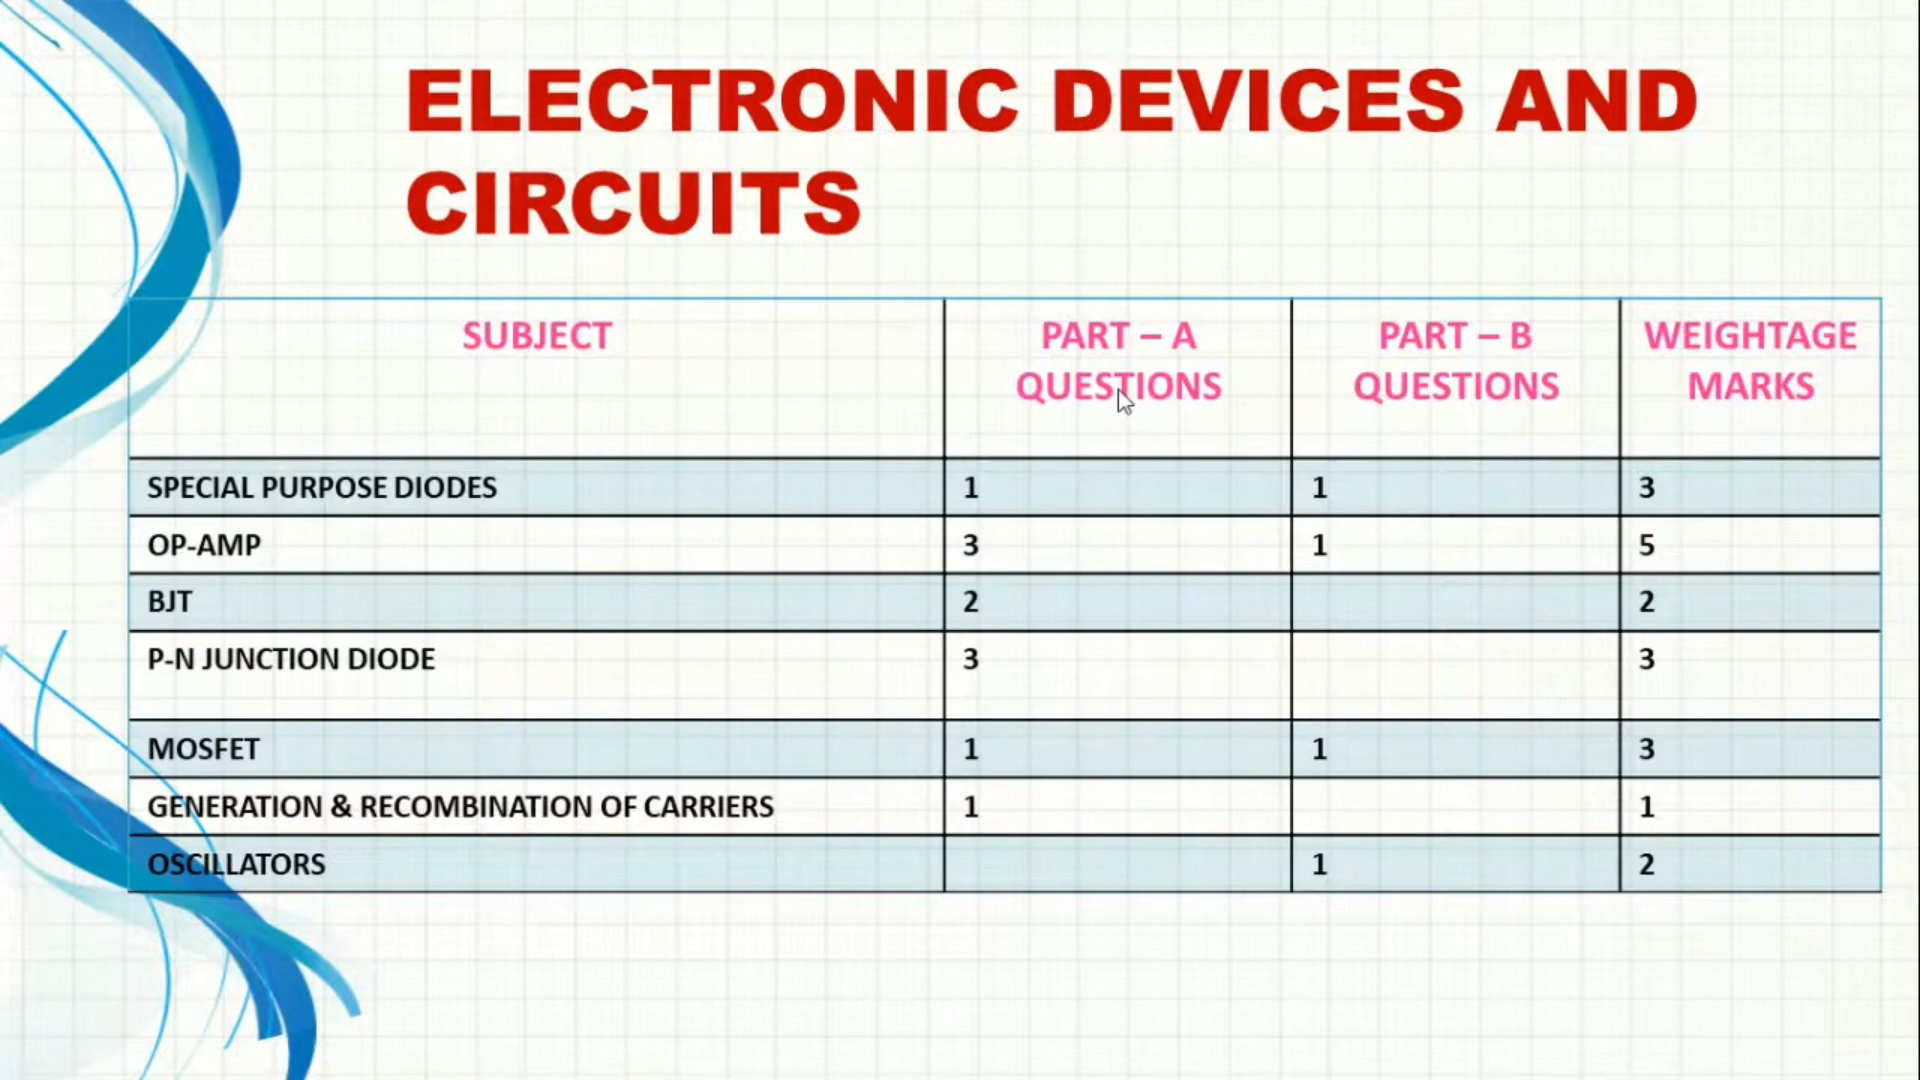 ELECTRONIC DEVICES AND
CIRCUITS
SUBJECT PART – A QUESTIONS PART – B QUESTIONS WEIGHTAGE MARKS
SPECIAL PURPOSE DIODES 1 1 3
OP-AMP 3 1 5
BJT 2 2
P-N JUNCTION DIODE 3 3
MOSFET 1 1 3
GENERATION & RECOMBINATION OF CARRIERS 1 1
OSCILLATORS 1 2